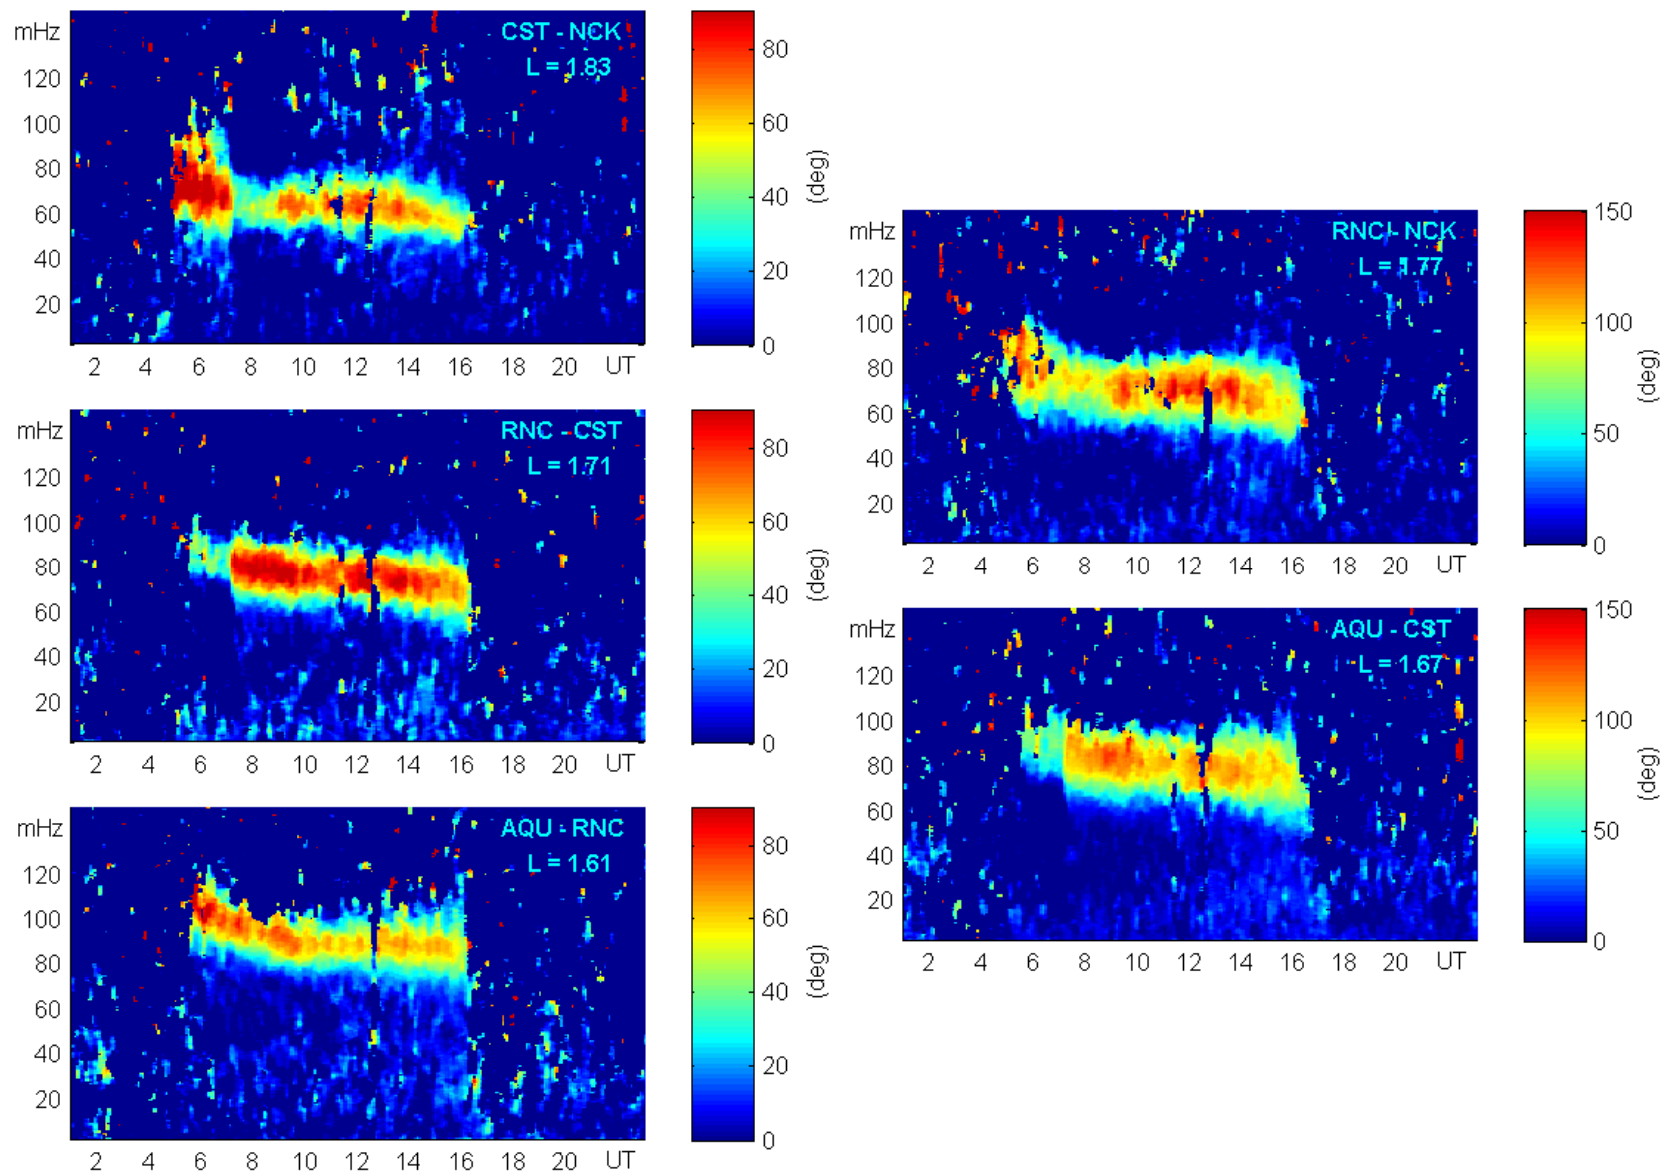 mHz
CST - NCK
L = 1.83
120
100
80
60
40
20
2 4 6 8 10 12 14 16 18 20 UT
80
60
40
20
0
(deg)
mHz
RNC - CST
L = 1.71
120
100
80
60
40
20
2 4 6 8 10 12 14 16 18 20 UT
80
60
40
20
0
(deg)
mHz
AQU - RNC
L = 1.61
120
100
80
60
40
20
2 4 6 8 10 12 14 16 18 20 UT
80
60
40
20
0
(deg)
mHz
RNC - NCK
L = 1.77
120
100
80
60
40
20
2 4 6 8 10 12 14 16 18 20 UT
150
100
50
0
(deg)
mHz
AQU - CST
L = 1.67
120
100
80
60
40
20
2 4 6 8 10 12 14 16 18 20 UT
150
100
50
0
(deg)